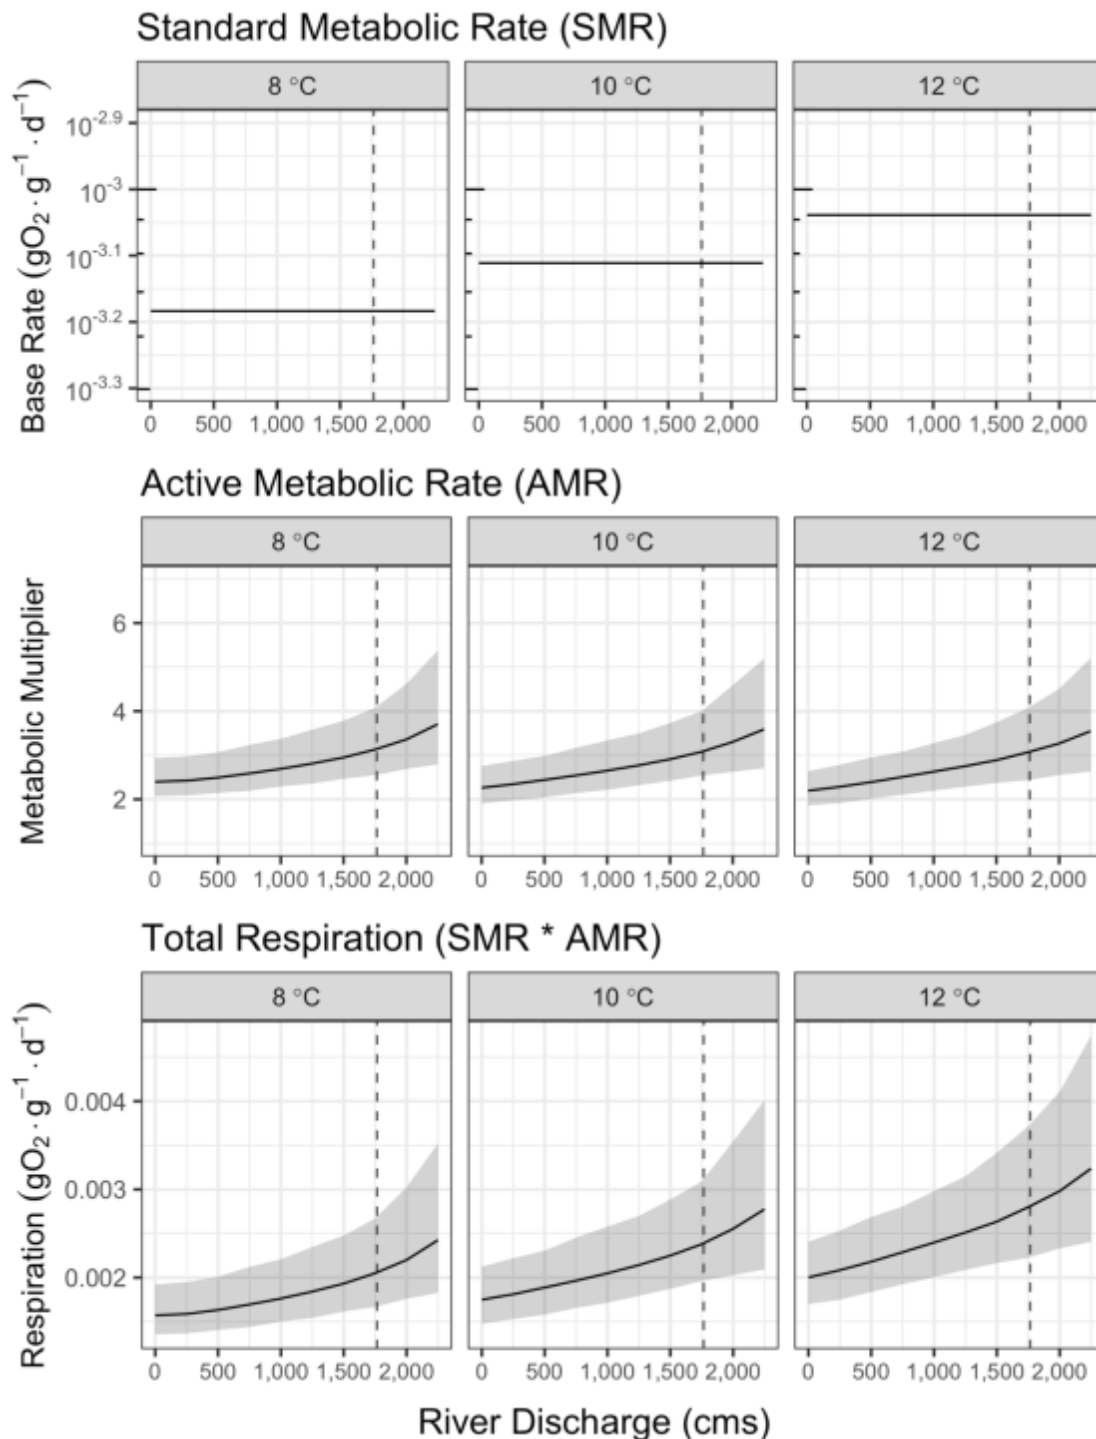 Standard Metabolic Rate (SMR)
8 °C 10 °C 12 °C
Base Rate (gO₂ · g⁻¹ · d⁻¹)
10⁻²·⁹
10⁻³
10⁻³·¹
10⁻³·²
10⁻³·³
0 500 1,000 1,500 2,000 0 500 1,000 1,500 2,000 0 500 1,000 1,500 2,000
Active Metabolic Rate (AMR)
8 °C 10 °C 12 °C
Metabolic Multiplier
6
4
2
0 500 1,000 1,500 2,000 0 500 1,000 1,500 2,000 0 500 1,000 1,500 2,000
Total Respiration (SMR * AMR)
8 °C 10 °C 12 °C
Respiration (gO₂ · g⁻¹ · d⁻¹)
0.004
0.003
0.002
0 500 1,000 1,500 2,000 0 500 1,000 1,500 2,000 0 500 1,000 1,500 2,000
River Discharge (cms)